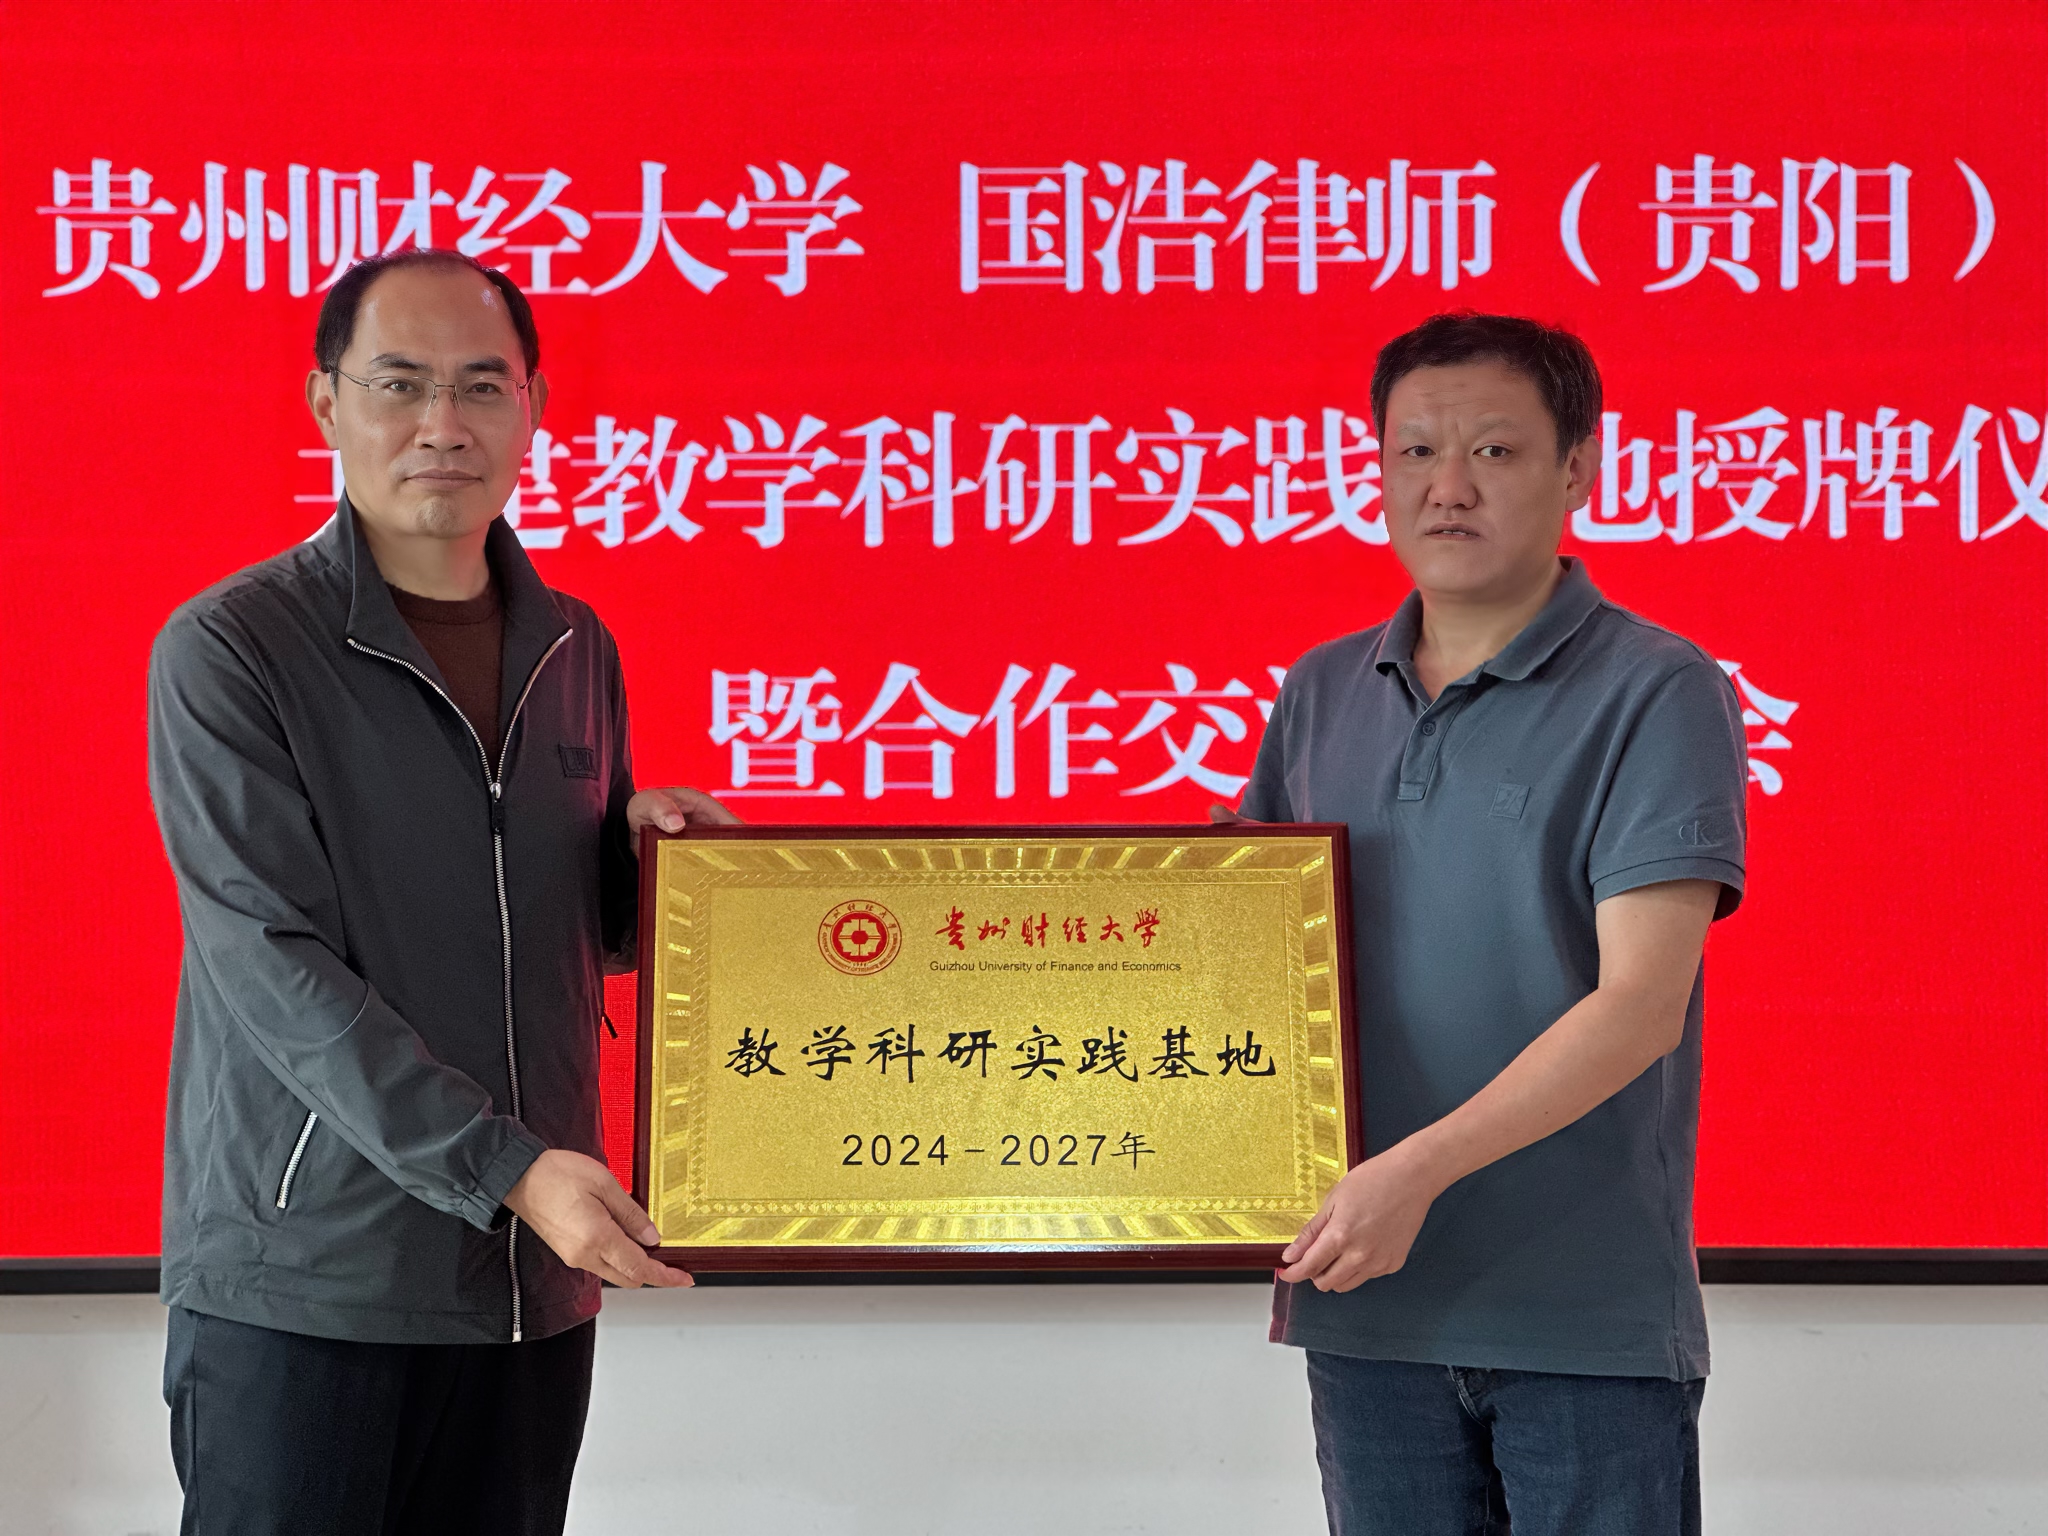 贵州财经大学 国浩律师（贵阳）
建教学科研实践 地授牌仪
暨合作交 会
贵州财经大学
Guizhou University of Finance and Economics
教学科研实践基地
2024-2027年
CK